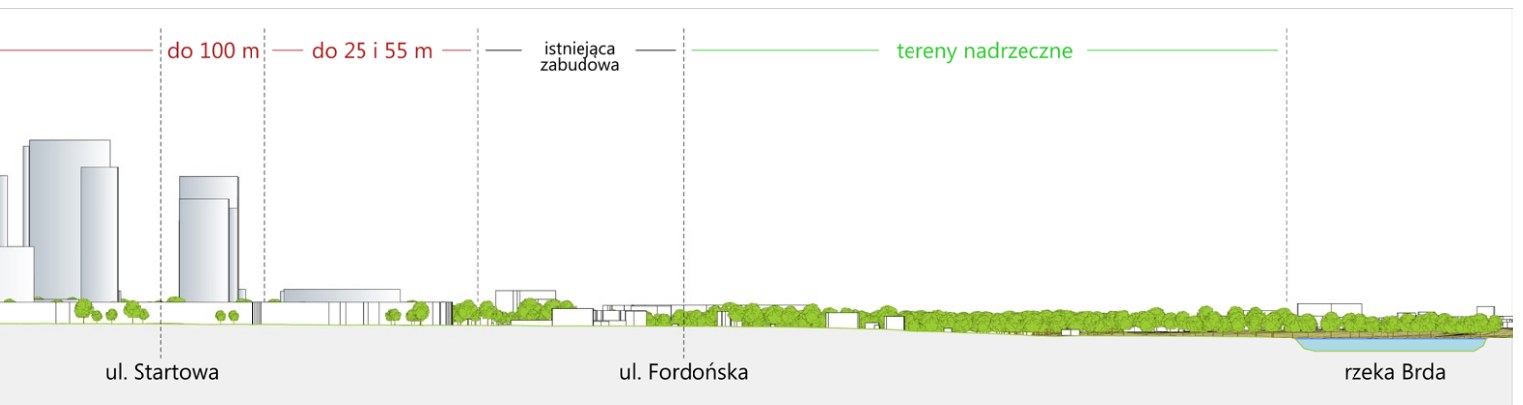 do 100 m
do 25 i 55 m
istniejąca
zabudowa
tereny nadrzeczne
ul. Startowa
ul. Fordońska
rzeka Brda